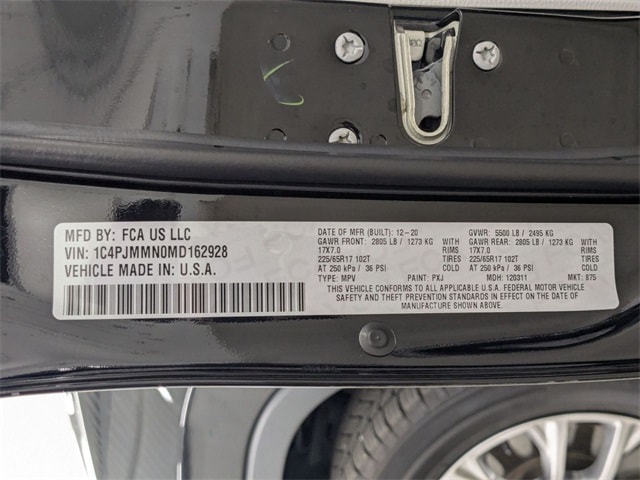 MFD BY: FCA US LLC
VIN: 1C4PJMMN0MD162928
VEHICLE MADE IN: U.S.A.
DATE OF MFR (BUILT): 12-20 GVWR: 5500 LB / 2495 KG
GAWR FRONT: 2805 LB / 1273 KG WITH GAWR REAR: 2805 LB / 1273 KG WITH
17X7.0 RIMS 17X7.0 RIMS
225/65R17 102T TIRES 225/65R17 102T TIRES
AT 250 kPa / 36 PSI AT 250 kPa / 36 PSI
TYPE: MPV PAINT: PXJ MDH: 120311 MKT: 875
THIS VEHICLE CONFORMS TO ALL APPLICABLE U.S.A. FEDERAL MOTOR VEHICLE
SAFETY AND THEFT PREVENTION STANDARDS IN EFFECT ON THE DATE OF MANUFACTURE
SHOWN ABOVE.